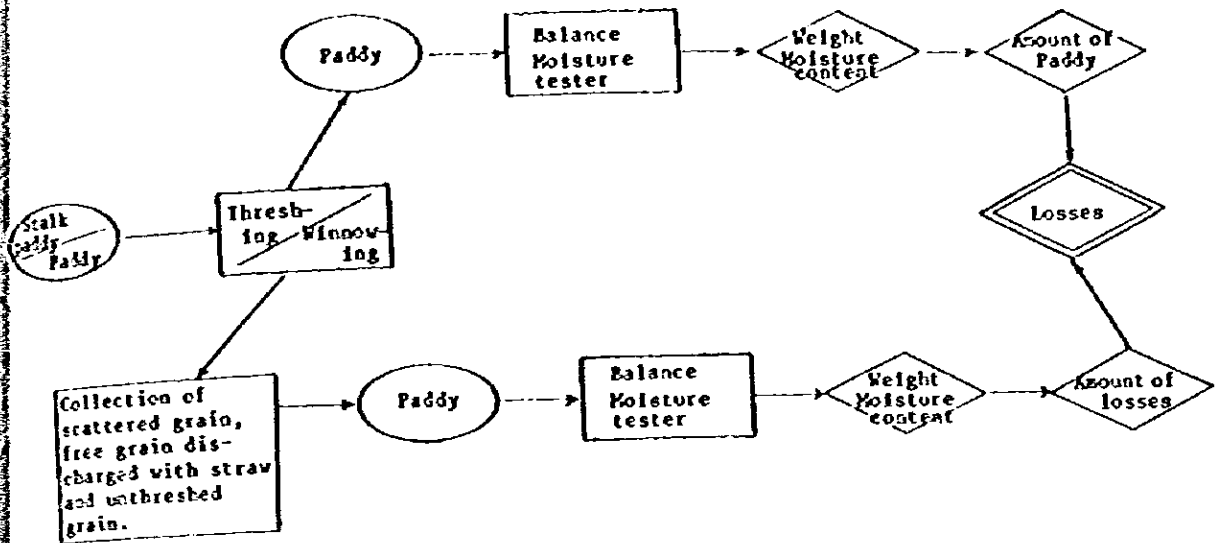 Paddy
Balance
Moisture
tester
Weight
Moisture
content
Amount of
Paddy
Stalk
paddy
Paddy
Thresh-
ing
Winnow-
ing
Losses
Collection of
scattered grain,
free grain dis-
charged with straw
and unthreshed
grain.
Paddy
Balance
Moisture
tester
Weight
Moisture
content
Amount of
losses